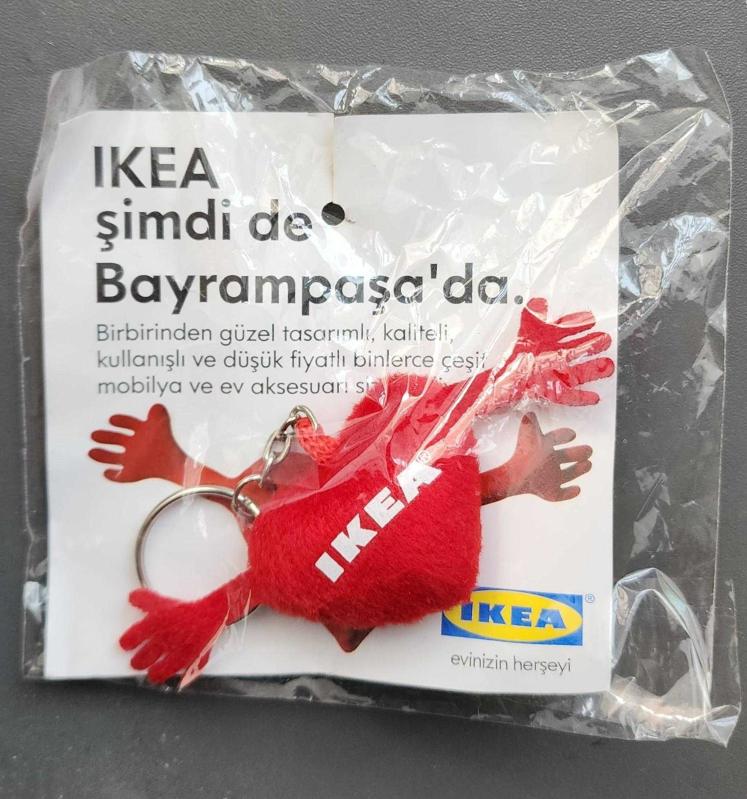 IKEA
şimdi de
Bayrampaşa'da.
Birbirinden güzel tasarımlı, kaliteli,
kullanışlı ve düşük fiyatlı binlerce çeşit
mobilya ve ev aksesuarı
IKEA®
IKEA®
evinizin herşeyi